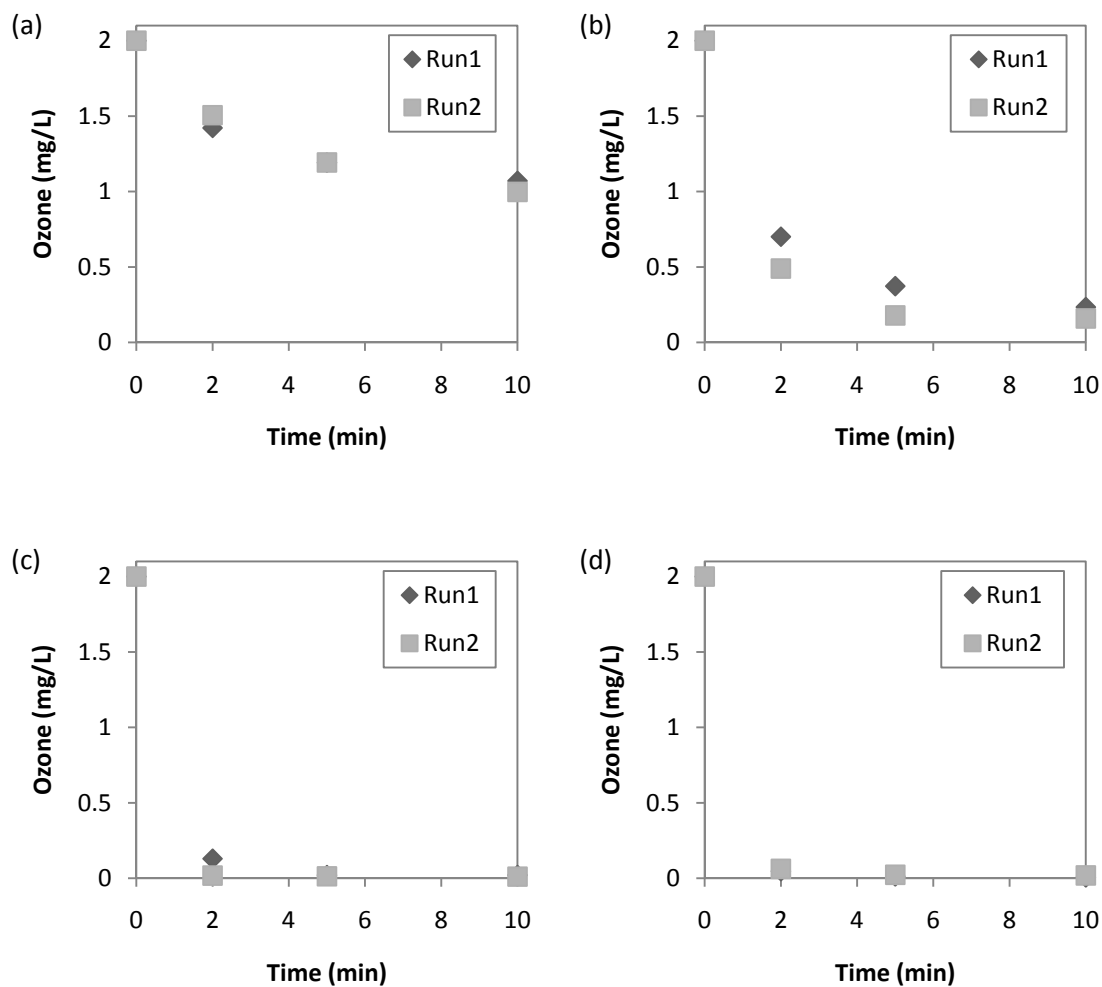 (a)
Ozone (mg/L)
2
1.5
1
0.5
0
0 2 4 6 8 10
Time (min)
Run1
Run2
(b)
Ozone (mg/L)
2
1.5
1
0.5
0
0 2 4 6 8 10
Time (min)
Run1
Run2
(c)
Ozone (mg/L)
2
1.5
1
0.5
0
0 2 4 6 8 10
Time (min)
Run1
Run2
(d)
Ozone (mg/L)
2
1.5
1
0.5
0
0 2 4 6 8 10
Time (min)
Run1
Run2